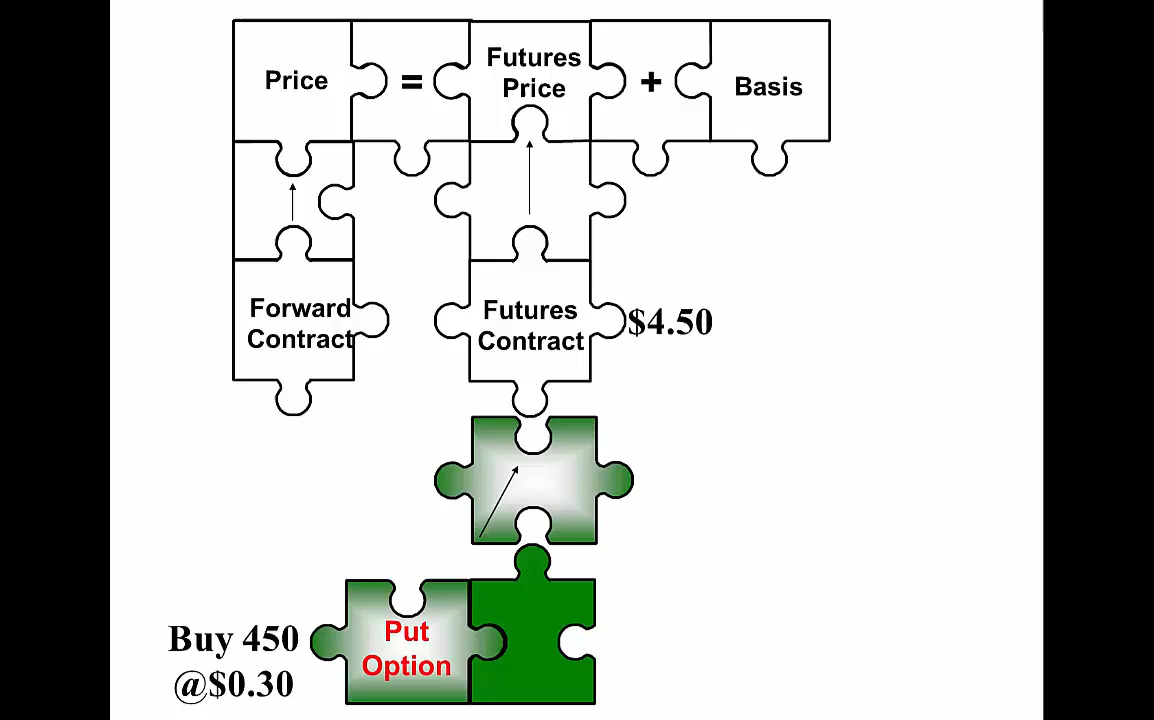 Price
=
Futures
Price
+
Basis
Forward
Contract
Futures
Contract
$4.50
Put
Option
Buy 450
@$0.30